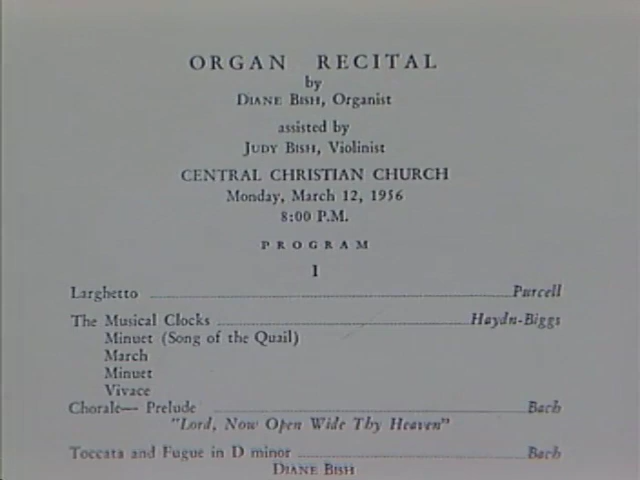 ORGAN RECITAL
by
DIANE BISH, Organist
assisted by
JUDY BISH, Violinist
CENTRAL CHRISTIAN CHURCH
Monday, March 12, 1956
8:00 P.M.
PROGRAM
I
Larghetto Purcell
The Musical Clocks Haydn-Biggs
Minuet (Song of the Quail)
March
Minuet
Vivace
Chorale— Prelude Bach
"Lord, Now Open Wide Thy Heaven"
Toccata and Fugue in D minor Bach
DIANE BISH